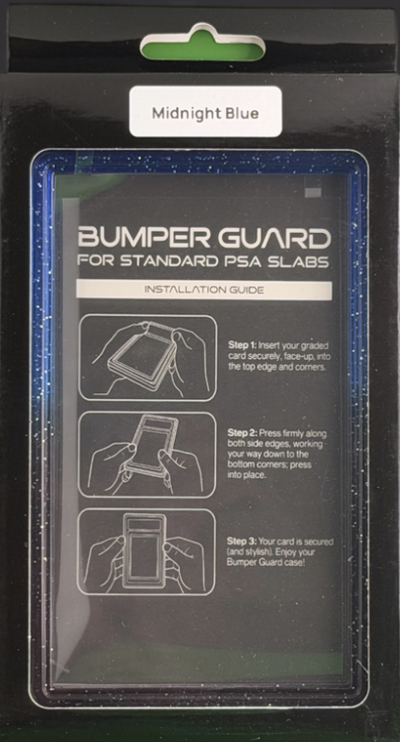 Midnight Blue
BUMPER GUARD
FOR STANDARD PSA SLABS
INSTALLATION GUIDE
Step 1: Insert your graded
card securely, face-up, into
the top edge and corners.
Step 2: Press firmly along
both side edges, working
your way down to the
bottom corners; press
into place.
Step 3: Your card is secured
(and stylish). Enjoy your
Bumper Guard case!